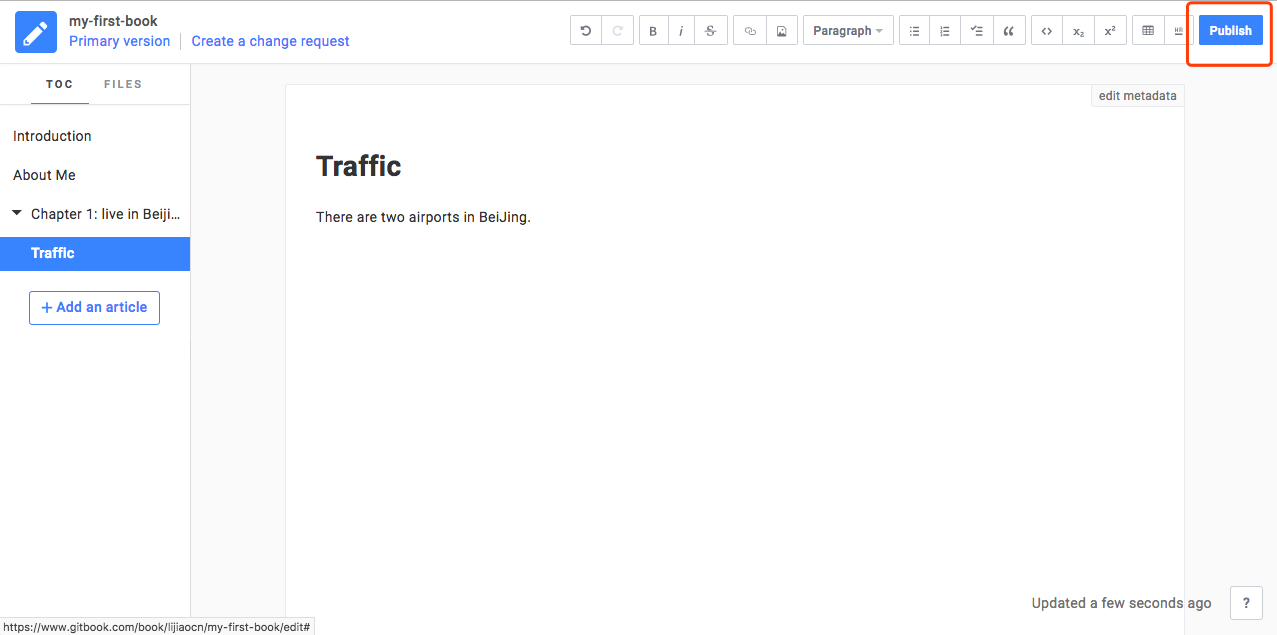 my-first-book
Primary version
Create a change request
B i S
Paragraph
x₂ x²
Publish
TOC FILES
edit metadata
Introduction
About Me
Chapter 1: live in Beiji...
Traffic
+ Add an article
Traffic
There are two airports in BeiJing.
Updated a few seconds ago
?
https://www.gitbook.com/book/lijiaocn/my-first-book/edit#